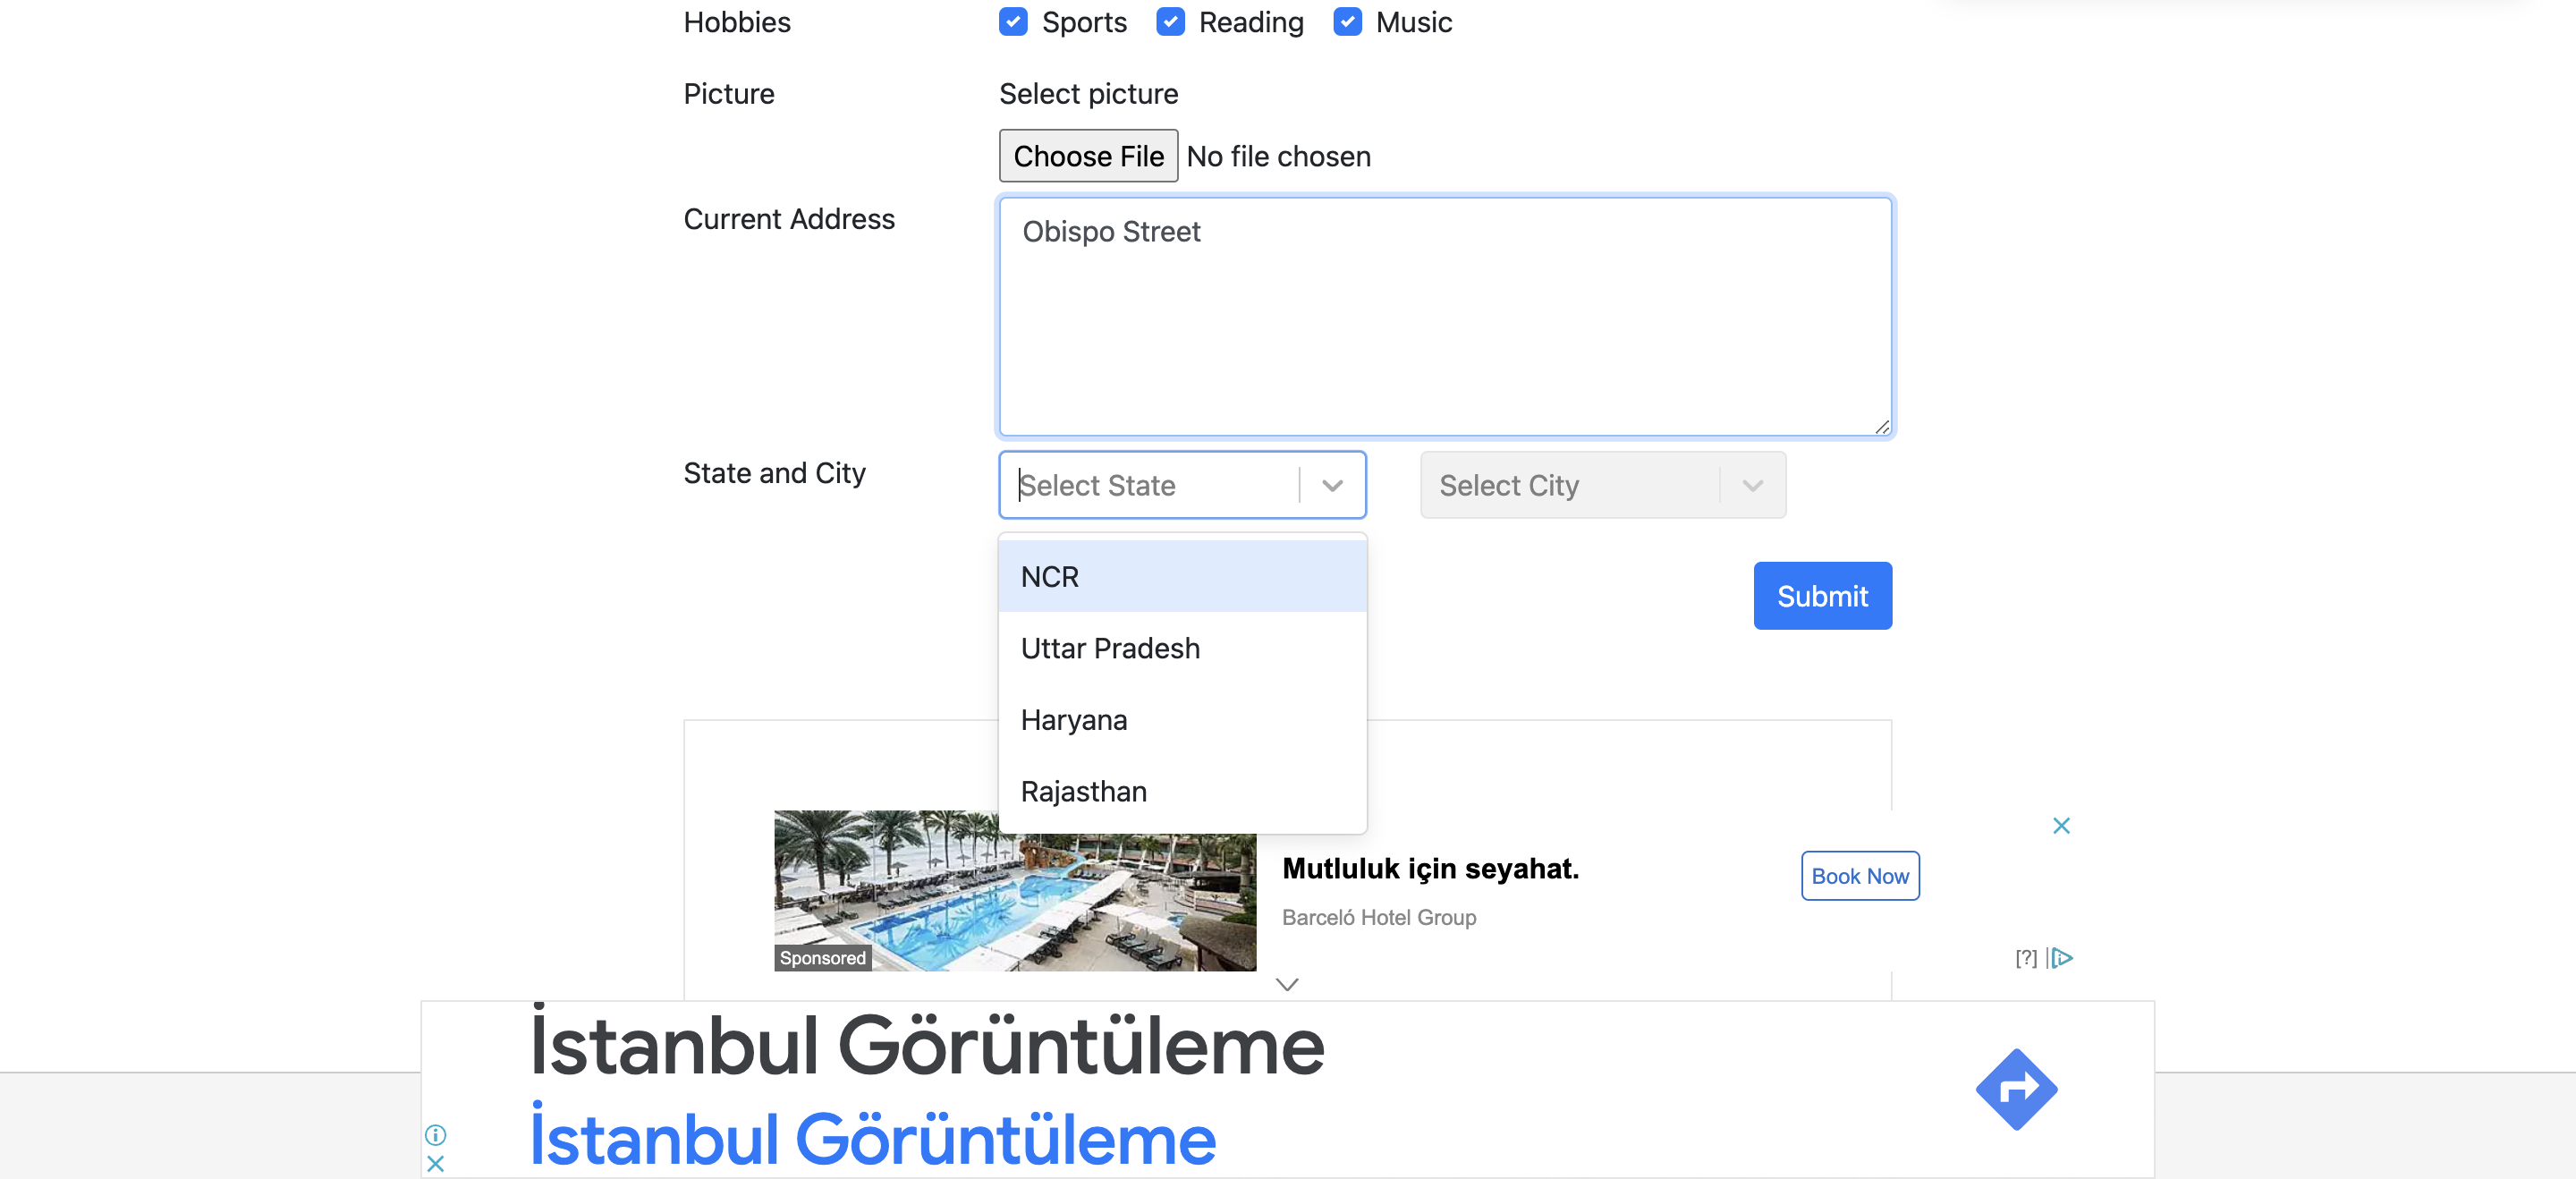 Hobbies Sports Reading Music
Picture Select picture
Choose File No file chosen
Current Address Obispo Street
State and City Select State Select City
NCR
Submit
Uttar Pradesh
Haryana
Rajasthan
Mutluluk için seyahat.
Book Now
Barceló Hotel Group
Sponsored
[?]
İstanbul Görüntüleme
İstanbul Görüntüleme